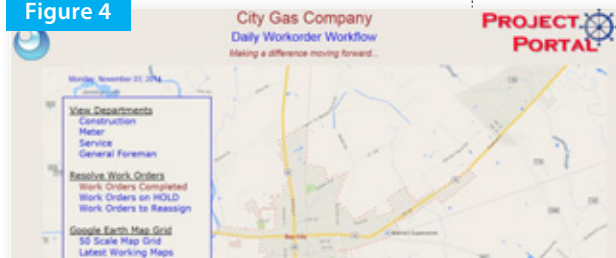 Figure 4
City Gas Company
Daily Workorder Workflow
Making a difference moving forward...
PROJECT
PORTAL
Monday, November 03, 2014
View Departments
Construction
Meter
Service
General Foreman
Resolve Work Orders
Work Orders Completed
Work Orders on HOLD
Work Orders to Reassign
Google Earth Map Grid
50 Scale Map Grid
Latest Working Maps
Bay City